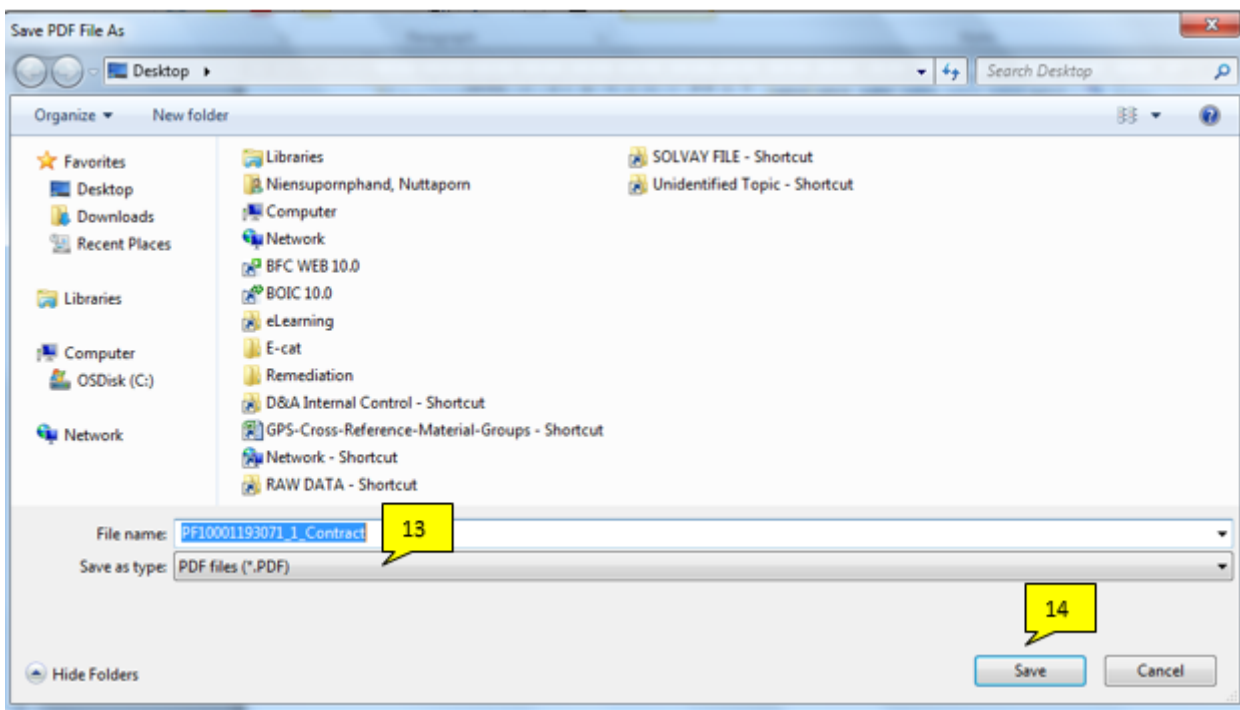 Save PDF File As
Desktop
Search Desktop
Organize
New folder
Favorites
Desktop
Downloads
Recent Places
Libraries
Computer
OSDisk (C:)
Network
Libraries
Niensupornphand, Nuttaporn
Computer
Network
BFC WEB 10.0
BOIC 10.0
eLearning
E-cat
Remediation
D&A Internal Control - Shortcut
GPS-Cross-Reference-Material-Groups - Shortcut
Network - Shortcut
RAW DATA - Shortcut
SOLVAY FILE - Shortcut
Unidentified Topic - Shortcut
File name: PF10001193071_1_Contract
13
Save as type: PDF files (*.PDF)
14
Hide Folders
Save
Cancel